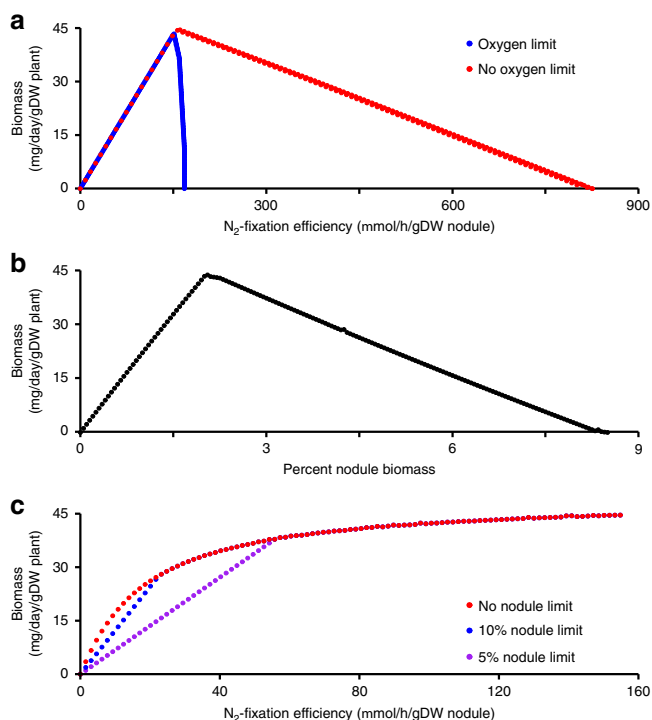 a
45
30
15
0
Biomass
(mg/day/gDW plant)
Oxygen limit
No oxygen limit
0
300
600
900
N₂-fixation efficiency (mmol/h/gDW nodule)
b
45
30
15
0
Biomass
(mg/day/gDW plant)
0
3
6
9
Percent nodule biomass
c
45
30
15
0
Biomass
(mg/day/gDW plant)
No nodule limit
10% nodule limit
5% nodule limit
0
40
80
120
160
N₂-fixation efficiency (mmol/h/gDW nodule)